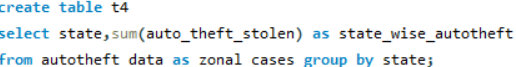 create table t4
select state,sum(auto_theft_stolen) as state_wise_autotheft
from autotheft data as zonal cases group by state;